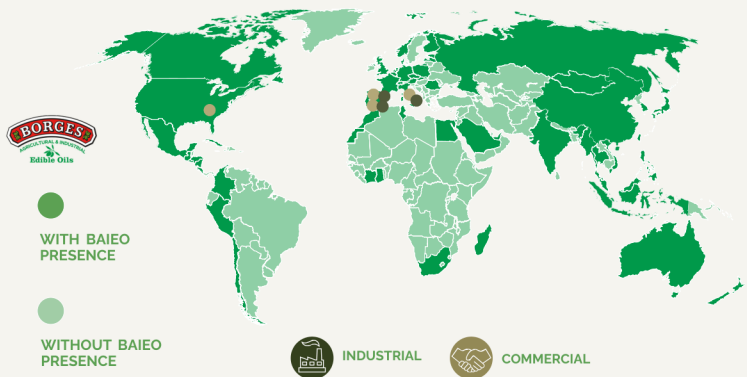 BORGES
AGRICULTURAL & INDUSTRIAL
Edible Oils
WITH BAIEO
PRESENCE
WITHOUT BAIEO
PRESENCE
INDUSTRIAL
COMMERCIAL